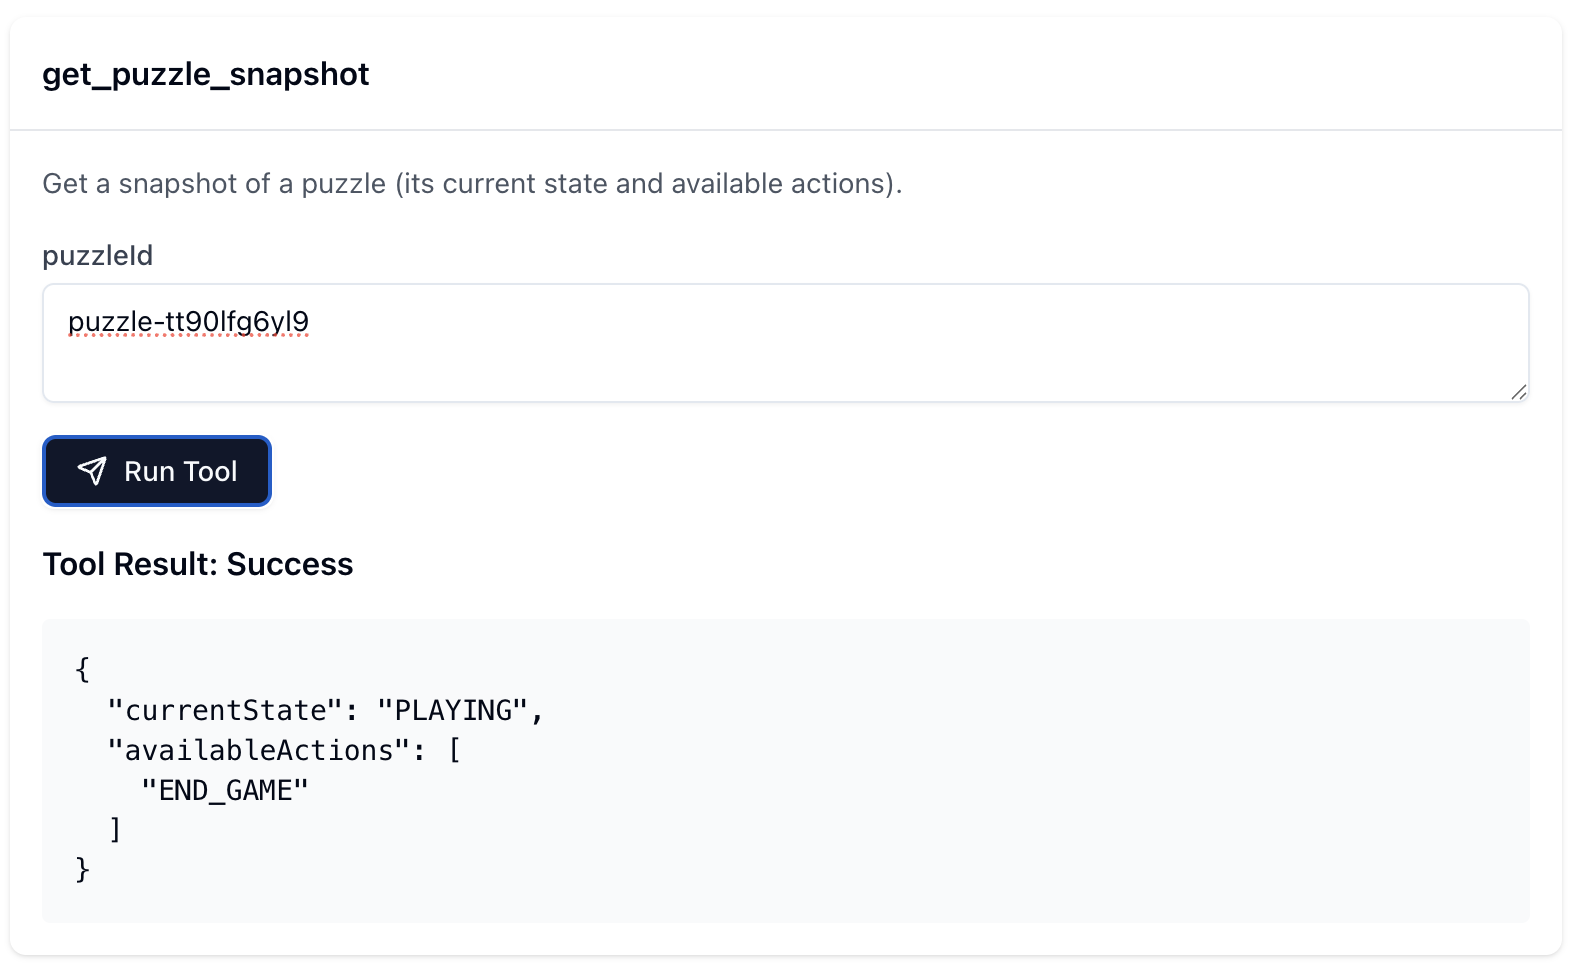 get_puzzle_snapshot
Get a snapshot of a puzzle (its current state and available actions).
puzzleId
puzzle-tt90lfg6yl9
Run Tool
Tool Result: Success
{
  "currentState": "PLAYING",
  "availableActions": [
    "END_GAME"
  ]
}